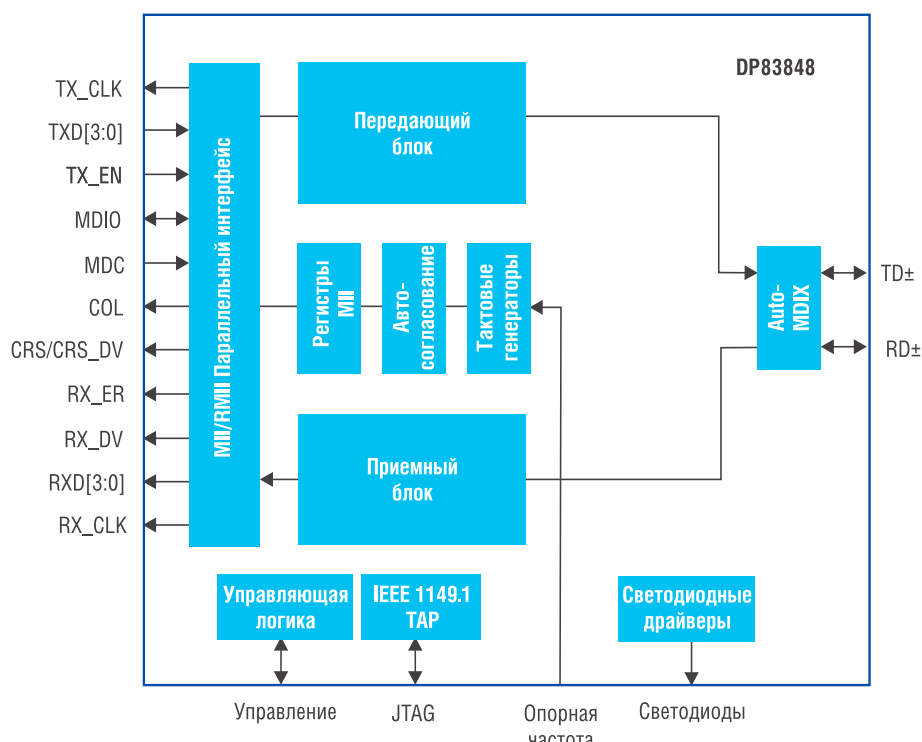 DP83848
TX_CLK
TXD[3:0]
TX_EN
MDIO
MDC
COL
CRS/CRS_DV
RX_ER
RX_DV
RXD[3:0]
RX_CLK
MII/RMII Параллельный интерфейс
Передающий
блок
Регистры
MII
Авто-
согласование
Тактовые
генераторы
Приемный
блок
Auto-
MDIX
TD±
RD±
Управляющая
логика
IEEE 1149.1
TAP
Светодиодные
драйверы
Управление
JTAG
Опорная
частота
Светодиоды